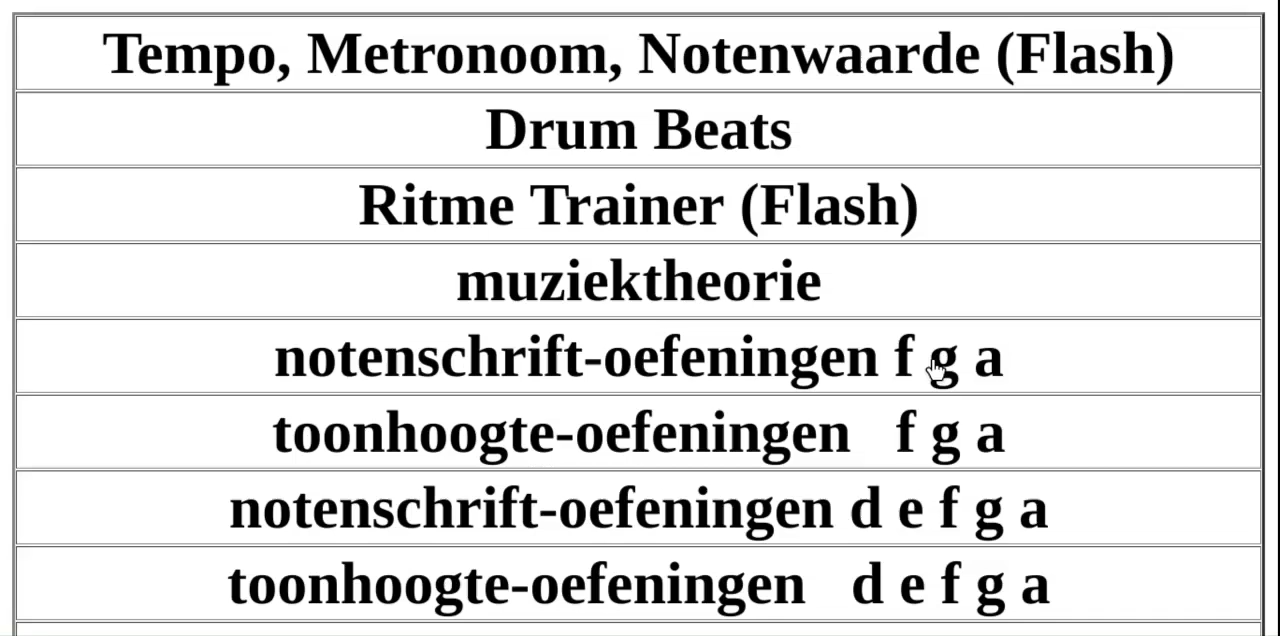 Tempo, Metronoom, Notenwaarde (Flash)
Drum Beats
Ritme Trainer (Flash)
muziektheorie
notenschrift-oefeningen f g a
toonhoogte-oefeningen f g a
notenschrift-oefeningen d e f g a
toonhoogte-oefeningen d e f g a